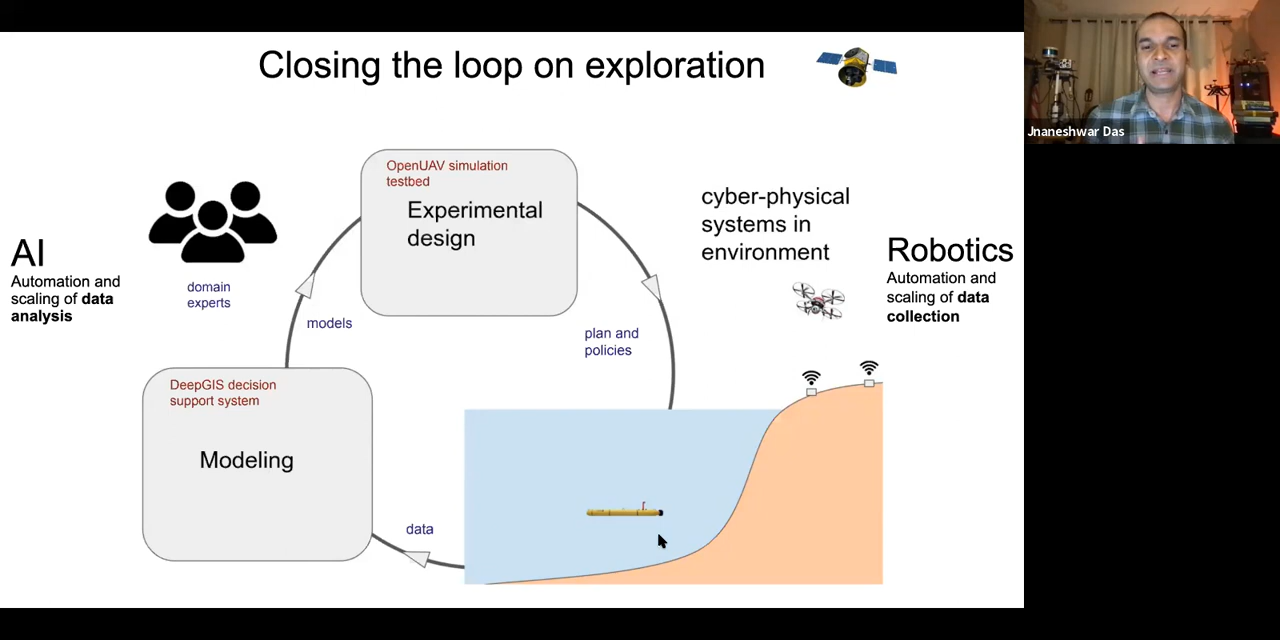 Closing the loop on exploration
Jnaneshwar Das
OpenUAV simulation
testbed
Experimental
design
cyber-physical
systems in
environment
AI
Automation and
scaling of data
analysis
domain
experts
Robotics
Automation and
scaling of data
collection
models
plan and
policies
DeepGIS decision
support system
Modeling
data